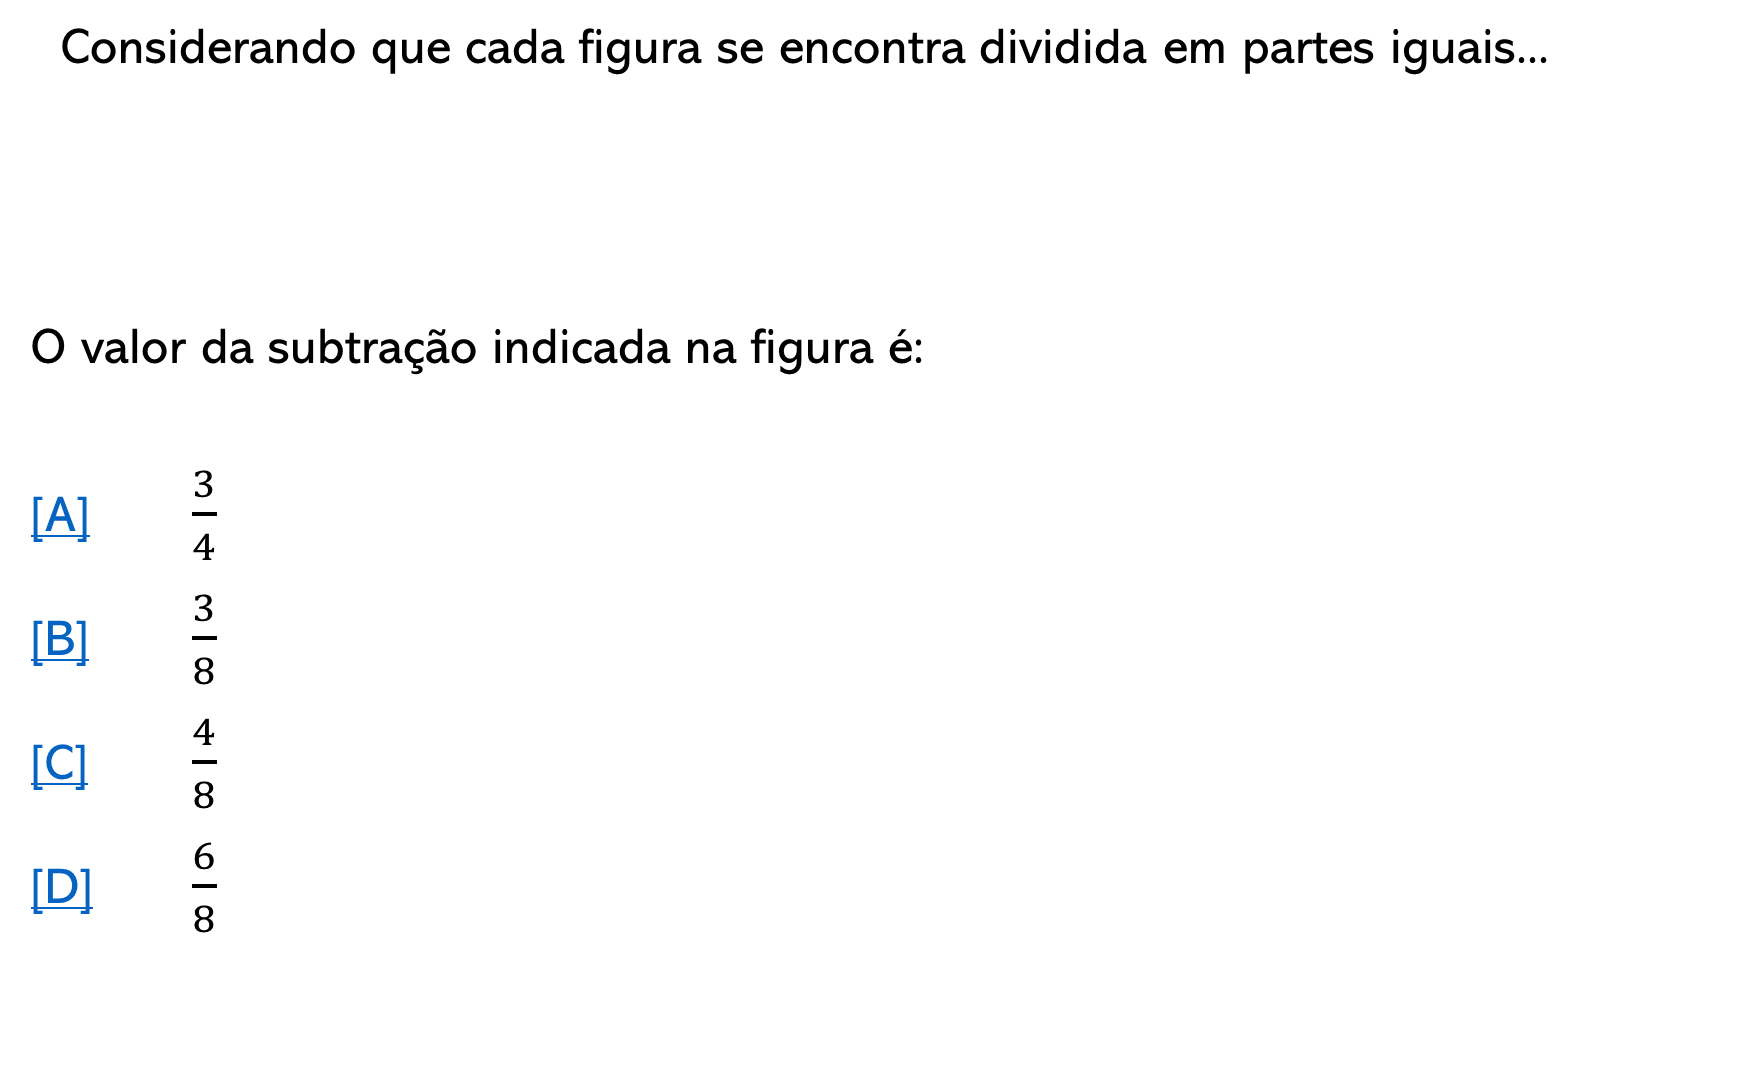 Considerando que cada figura se encontra dividida em partes iguais...
O valor da subtração indicada na figura é:
[A] 3/4
[B] 3/8
[C] 4/8
[D] 6/8